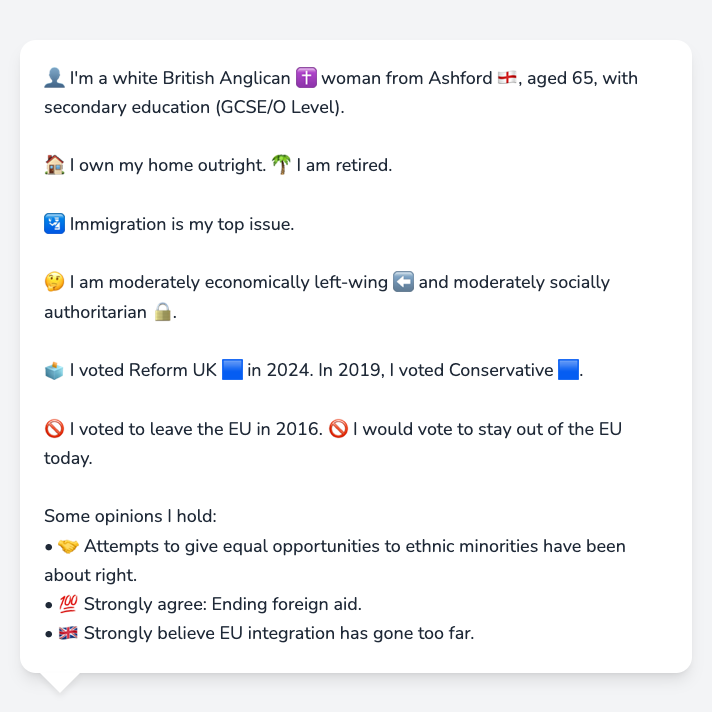 👤 I'm a white British Anglican ✝️ woman from Ashford 🏴󠁧󠁢󠁥󠁮󠁧󠁿, aged 65, with
secondary education (GCSE/O Level).
🏠 I own my home outright. 🌴 I am retired.
🛂 Immigration is my top issue.
🤔 I am moderately economically left-wing ⬅️ and moderately socially
authoritarian 🔒.
🗳️ I voted Reform UK 🟦 in 2024. In 2019, I voted Conservative 🟦.
🚫 I voted to leave the EU in 2016. 🚫 I would vote to stay out of the EU
today.
Some opinions I hold:
• 🤝 Attempts to give equal opportunities to ethnic minorities have been
about right.
• 💯 Strongly agree: Ending foreign aid.
• 🇬🇧 Strongly believe EU integration has gone too far.